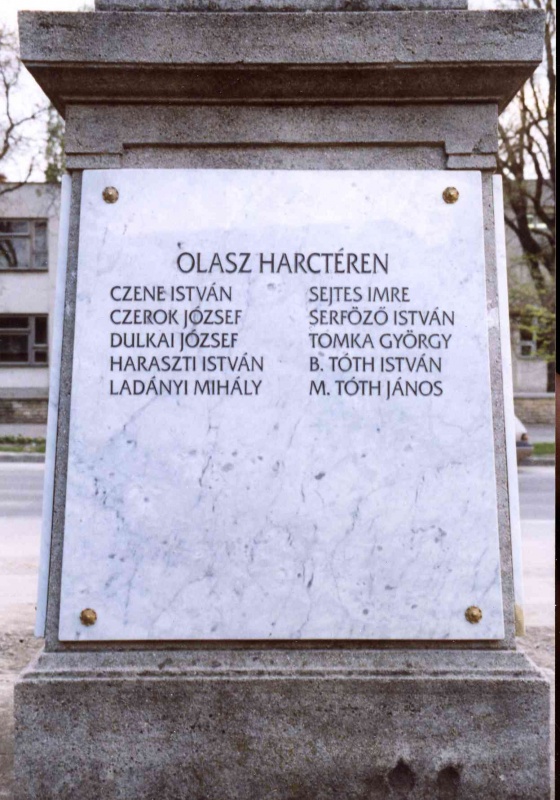 OLASZ HARCTÉREN
CZENE ISTVÁN
CZEROK JÓZSEF
DULKAI JÓZSEF
HARASZTI ISTVÁN
LADÁNYI MIHÁLY
SEJTES IMRE
SERFŐZŐ ISTVÁN
TOMKA GYÖRGY
B. TÓTH ISTVÁN
M. TÓTH JÁNOS